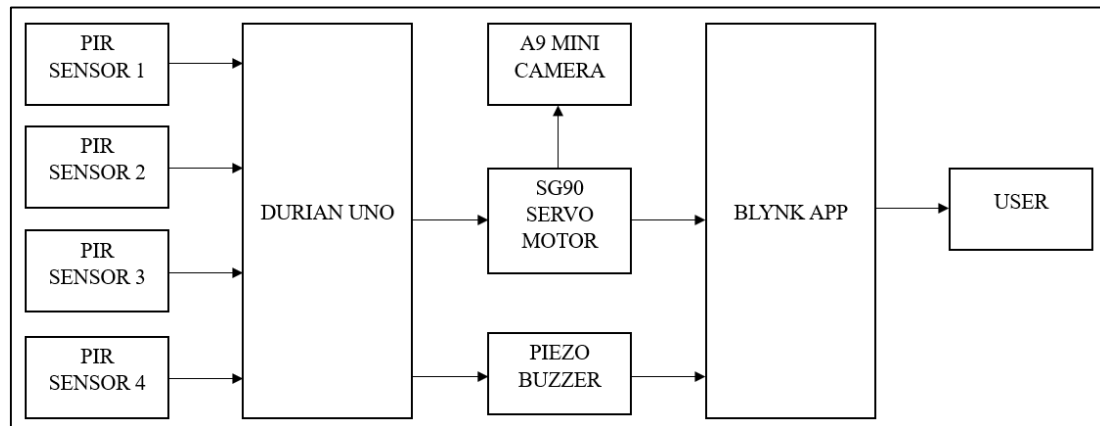 PIR
SENSOR 1
PIR
SENSOR 2
PIR
SENSOR 3
PIR
SENSOR 4
DURIAN UNO
A9 MINI
CAMERA
SG90
SERVO
MOTOR
PIEZO
BUZZER
BLYNK APP
USER